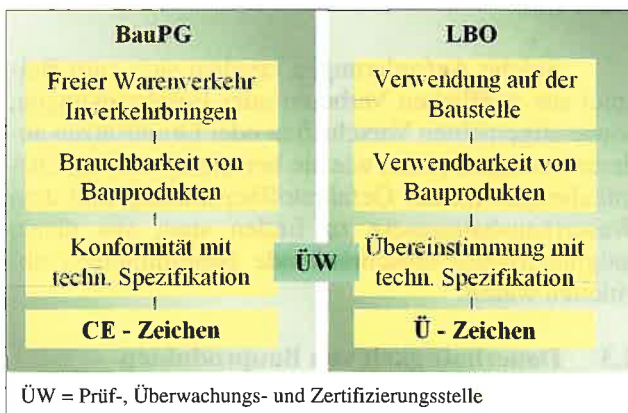 BauPG
Freier Warenverkehr
Inverkehrbringen
Brauchbarkeit von
Bauprodukten
Konformität mit
techn. Spezifikation
CE - Zeichen
ÜW
LBO
Verwendung auf der
Baustelle
Verwendbarkeit von
Bauprodukten
Übereinstimmung mit
techn. Spezifikation
Ü - Zeichen
ÜW = Prüf-, Überwachungs- und Zertifizierungsstelle